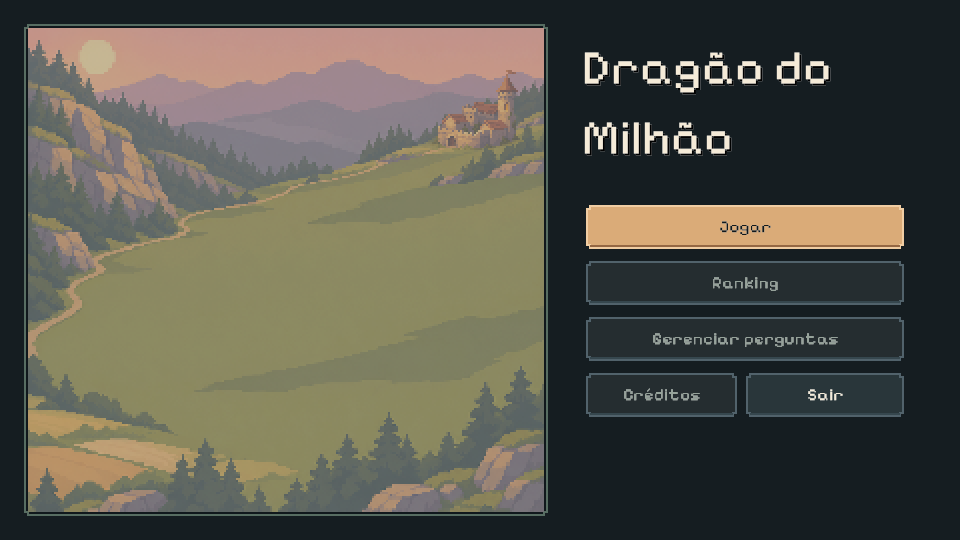 Dragão do
Milhão
Jogar
Ranking
Gerenciar perguntas
Créditos
Sair